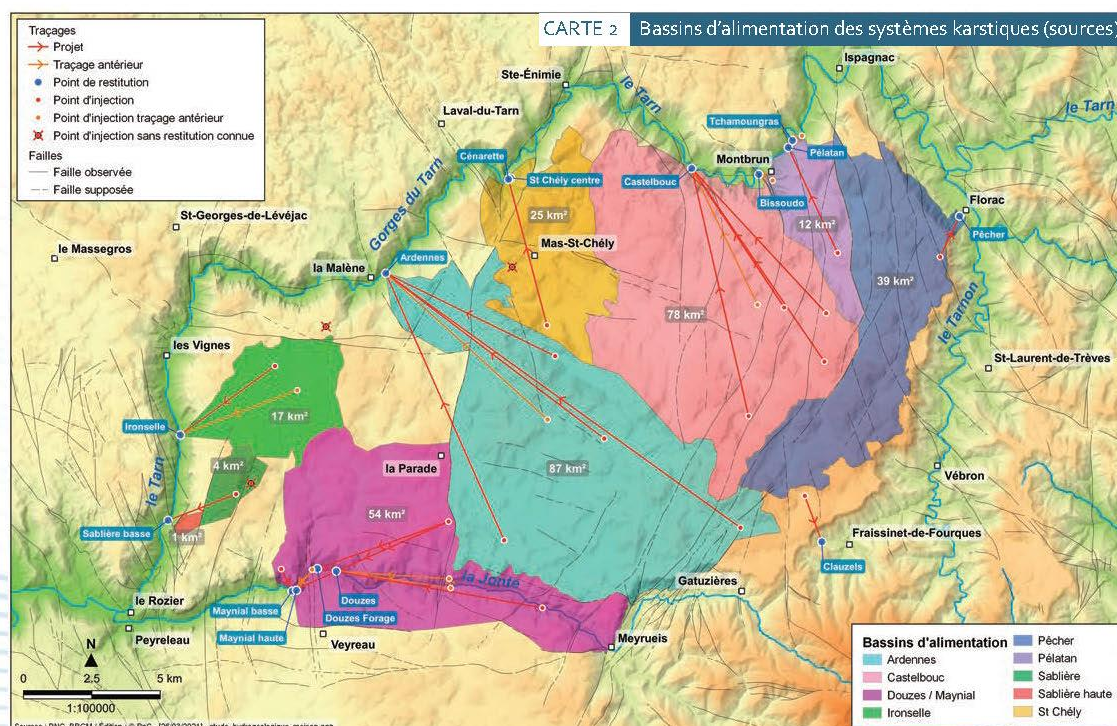 CARTE 2 Bassins d'alimentation des systèmes karstiques (sources)
Traçages
Projet
Traçage antérieur
Point de restitution
Point d'injection
Point d'injection traçage antérieur
Point d'injection sans restitution connue
Failles
Faille observée
Faille supposée
Ispagnac
Ste-Énimie
le Tarn
le Tarn
Laval-du-Tarn
Tchamoungras
Cénarette
Montbrun
Pélatan
St Chély centre
Castelbouc
Bissoudo
Florac
St-Georges-de-Lévéjac
25 km²
12 km²
Pêcher
Gorges du Tarn
Mas-St-Chély
le Massegros
Ardennes
la Malène
39 km²
78 km²
le Tarnon
les Vignes
St-Laurent-de-Trèves
17 km²
Ironselle
4 km²
la Parade
87 km²
Vébron
le Tarn
54 km²
Sablière basse
1 km²
Fraissinet-de-Fourques
Clauzels
la Jonte
Gatuzières
le Rozier
Maynial basse
Douzes
Douzes Forage
Peyreleau
Maynial haute
Veyreau
Meyrueis
N
0 2.5 5 km
1:100000
Bassins d'alimentation
Ardennes
Castelbouc
Douzes / Maynial
Ironselle
Pêcher
Pélatan
Sablière
Sablière haute
St Chély